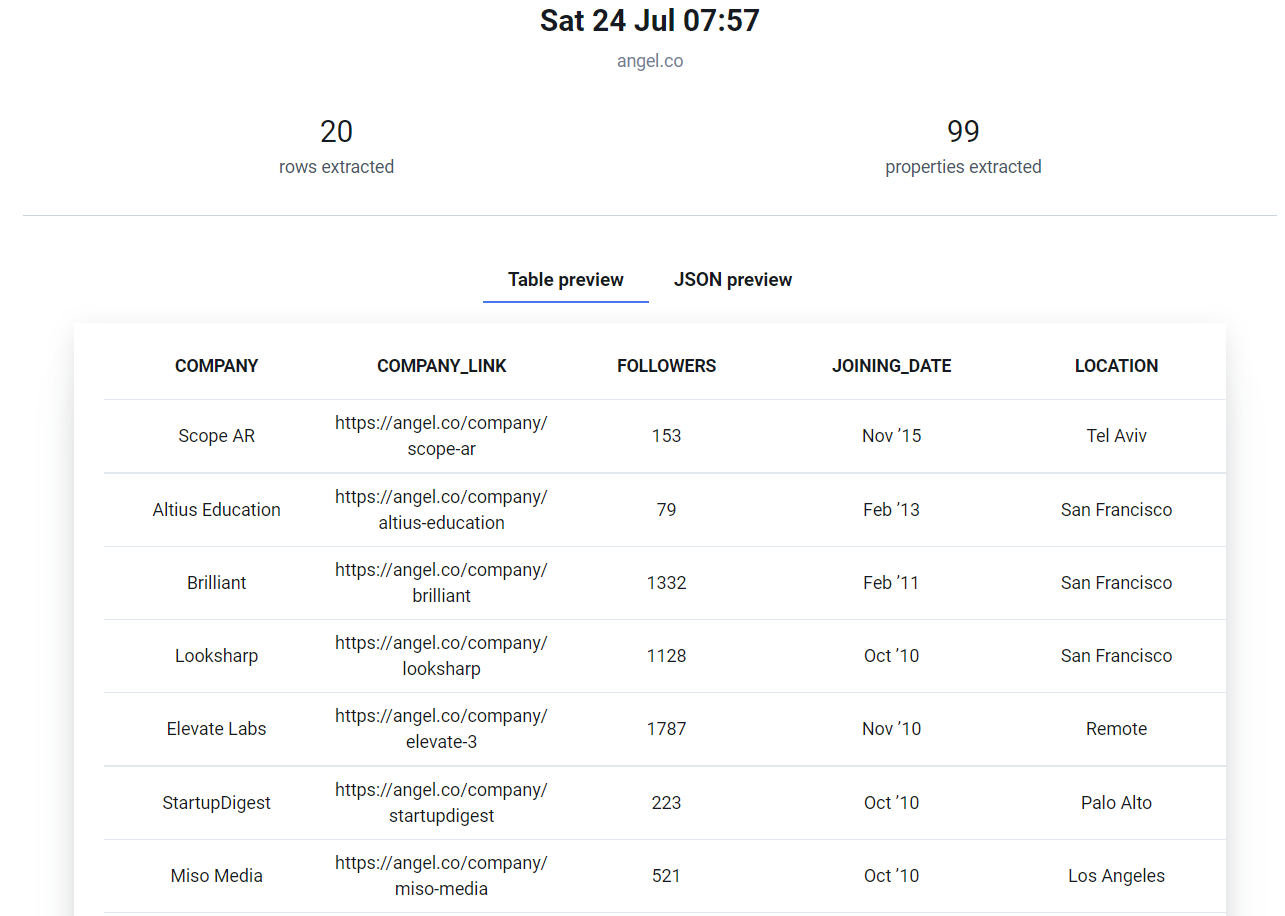 Sat 24 Jul 07:57
angel.co
20 99
rows extracted properties extracted
Table preview JSON preview
COMPANY COMPANY_LINK FOLLOWERS JOINING_DATE LOCATION
https://angel.co/company/
Scope AR 153 Nov ’15 Tel Aviv
scope-ar
https://angel.co/company/
Altius Education 79 Feb ’13 San Francisco
altius-education
https://angel.co/company/
Brilliant 1332 Feb ’11 San Francisco
brilliant
https://angel.co/company/
Looksharp 1128 Oct ’10 San Francisco
looksharp
https://angel.co/company/
Elevate Labs 1787 Nov ’10 Remote
elevate-3
https://angel.co/company/
StartupDigest 223 Oct ’10 Palo Alto
startupdigest
https://angel.co/company/
Miso Media 521 Oct ’10 Los Angeles
miso-media